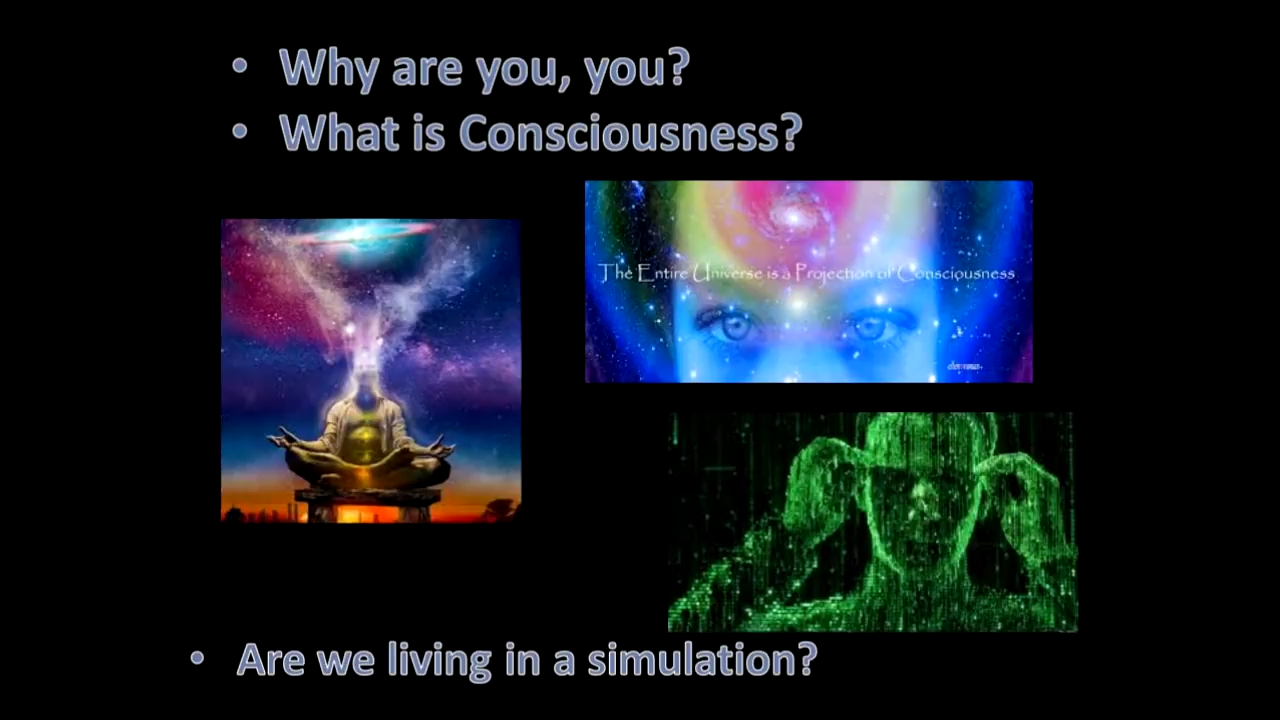 • Why are you, you?
• What is Consciousness?
The Entire Universe is a Projection of Consciousness
• Are we living in a simulation?